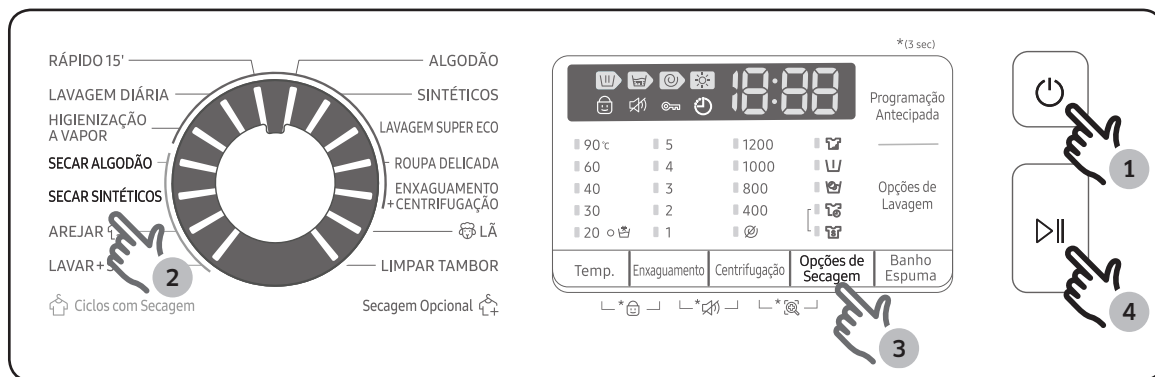 RÁPIDO 15'
LAVAGEM DIÁRIA
HIGIENIZAÇÃO
A VAPOR
SECAR ALGODÃO
SECAR SINTÉTICOS
AREJAR
LAVAR+S
Ciclos com Secagem
2
ALGODÃO
SINTÉTICOS
LAVAGEM SUPER ECO
ROUPA DELICADA
ENXAGUAMENTO
+CENTRIFUGAÇÃO
LÃ
LIMPAR TAMBOR
Secagem Opcional
*(3 sec)
18:88
Programação
Antecipada
Opções de
Lavagem
90°c 5 1200
60 4 1000
40 3 800
30 2 400
20 1
Temp.
Enxaguamento
Centrifugação
Opções de
Secagem
Banho
Espuma
* * *
3
1
4